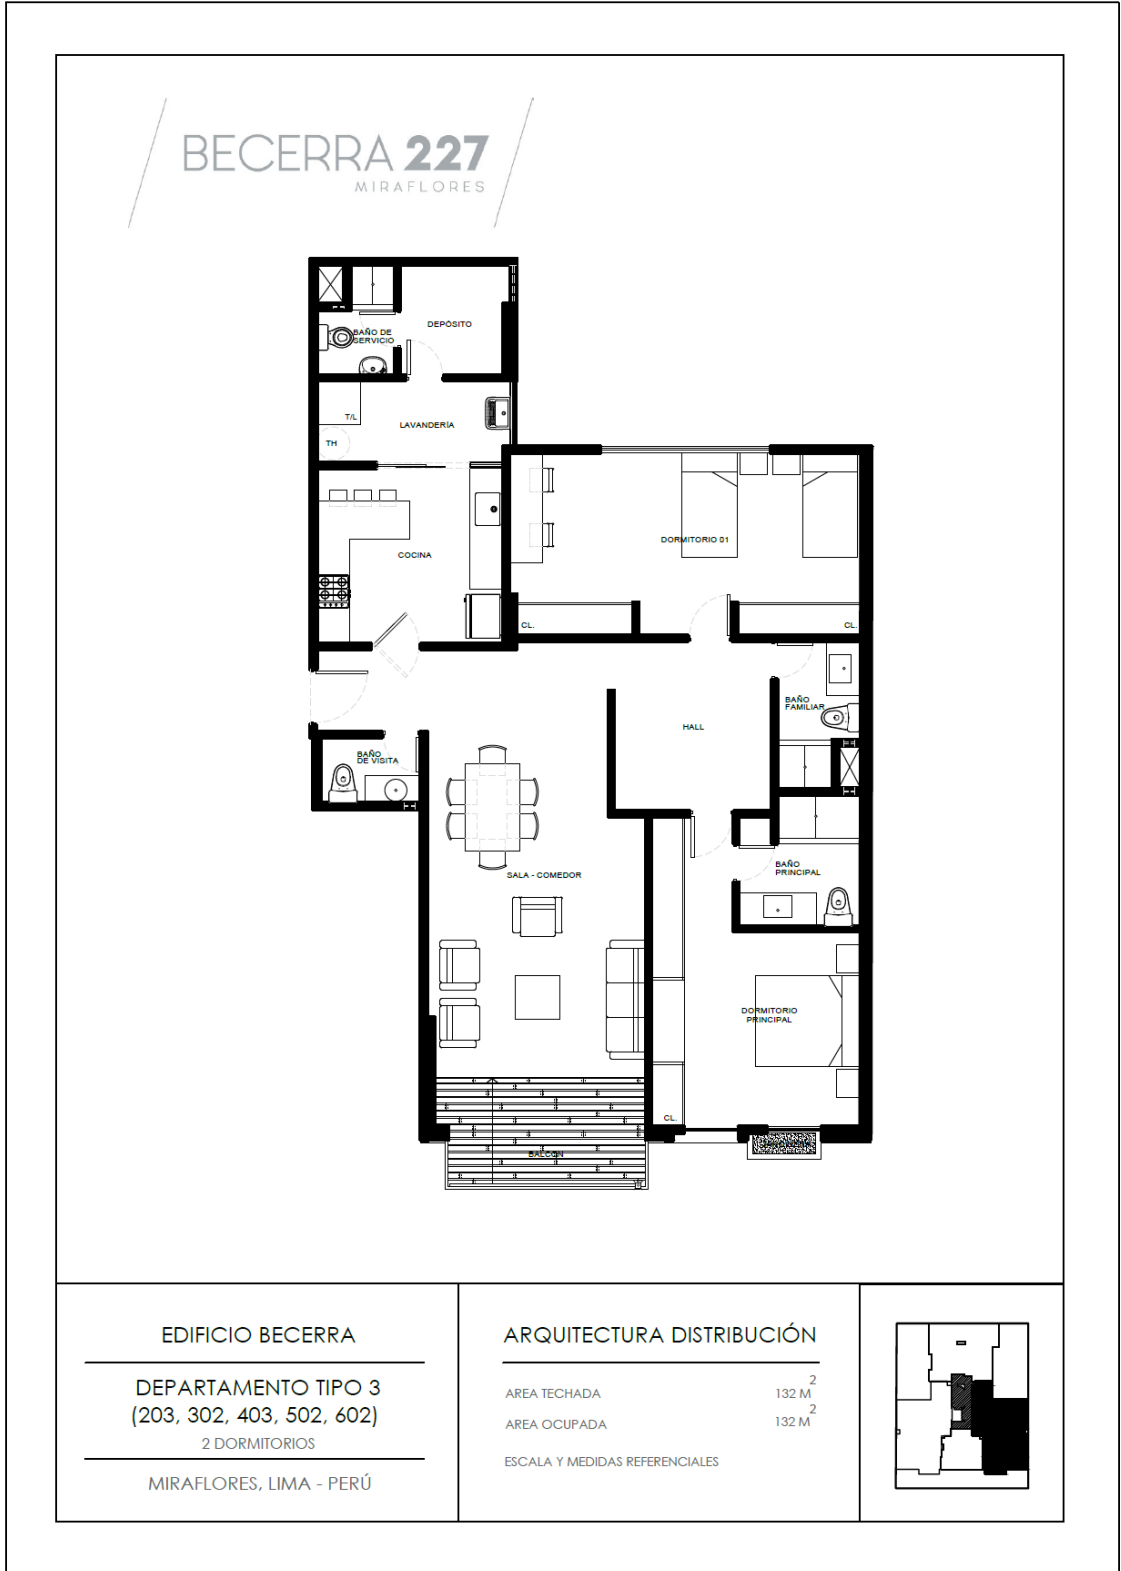 BECERRA 227
MIRAFLORES
BAÑO DE
SERVICIO
DEPÓSITO
T/L
LAVANDERÍA
TH
COCINA
DORMITORIO 01
CL.
CL.
BAÑO
FAMILIAR
HALL
BAÑO
DE VISITA
SALA - COMEDOR
BAÑO
PRINCIPAL
DORMITORIO
PRINCIPAL
CL.
BALCÓN
EDIFICIO BECERRA
DEPARTAMENTO TIPO 3
(203, 302, 403, 502, 602)
2 DORMITORIOS
MIRAFLORES, LIMA - PERÚ
ARQUITECTURA DISTRIBUCIÓN
AREA TECHADA 132 M2
AREA OCUPADA 132 M2
ESCALA Y MEDIDAS REFERENCIALES